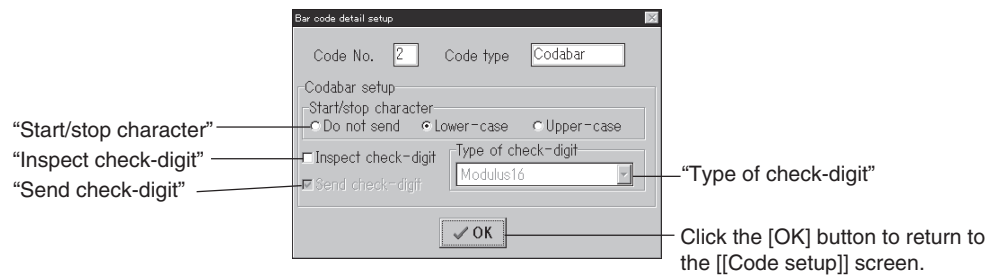 Bar code detail setup
Code No. 2 Code type Codabar
Codabar setup
Start/stop character
Do not send Lower-case Upper-case
Inspect check-digit
Type of check-digit
Modulus16
Send check-digit
OK
“Start/stop character”
“Inspect check-digit”
“Send check-digit”
“Type of check-digit”
Click the [OK] button to return to
the [[Code setup]] screen.